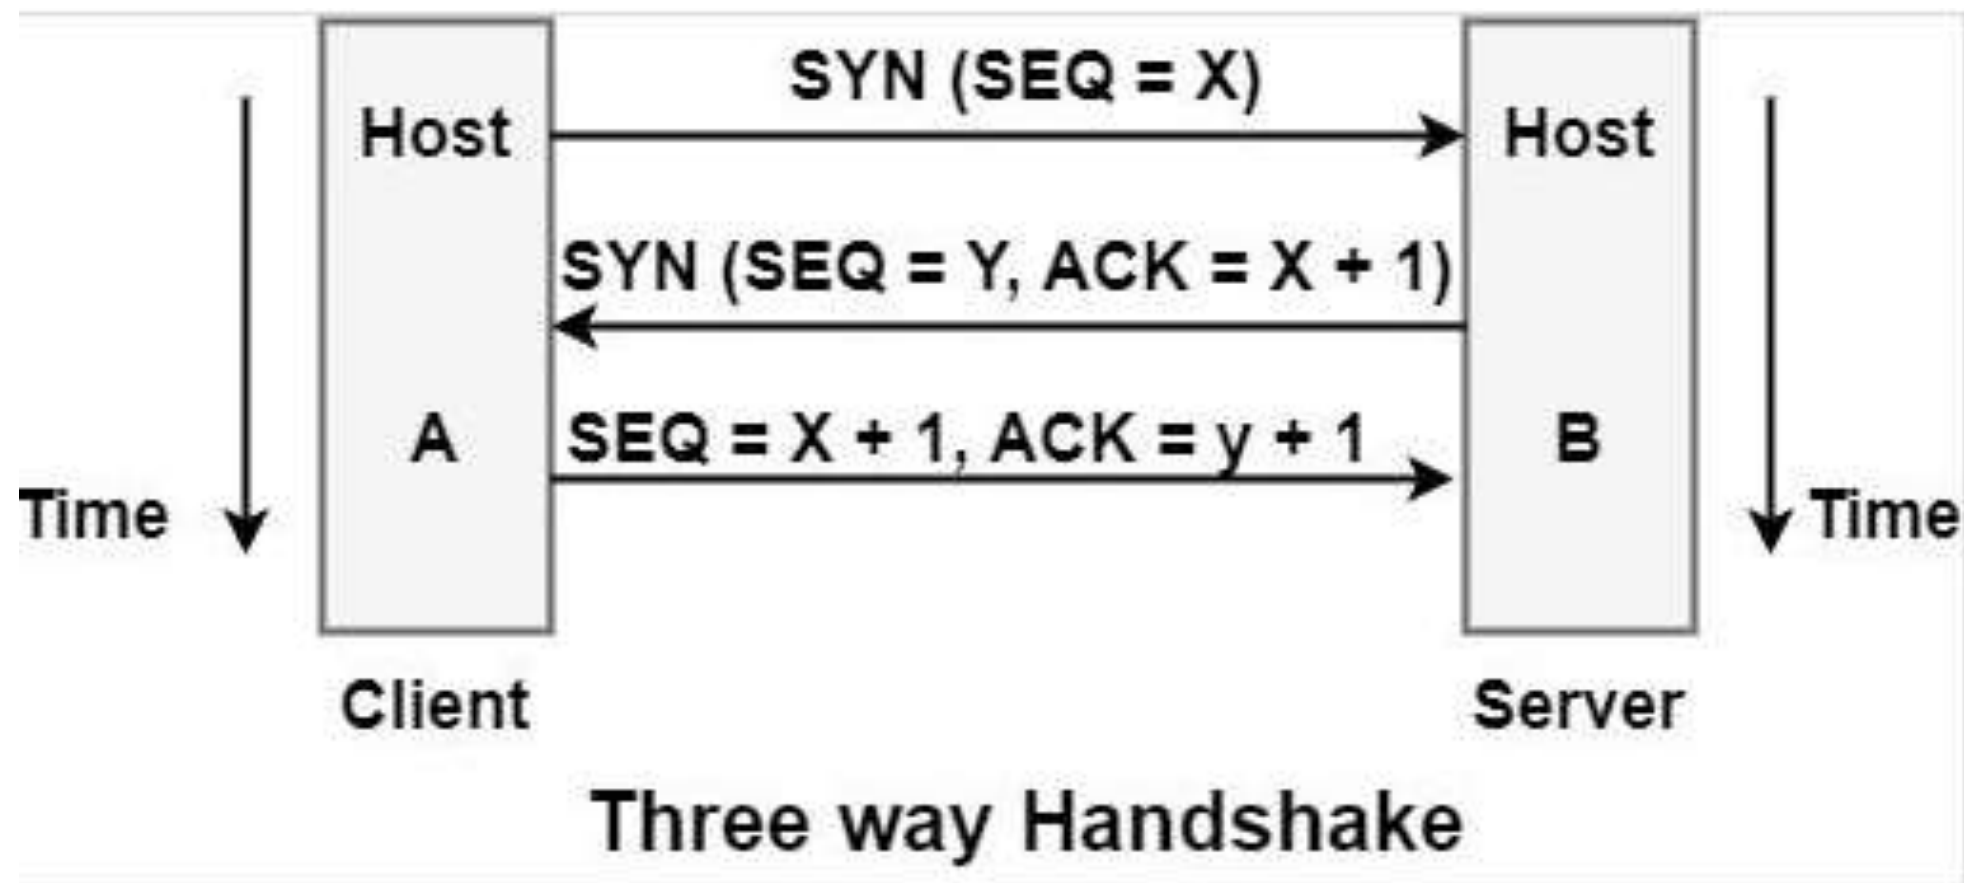 SYN (SEQ = X)
Host
Host
SYN (SEQ = Y, ACK = X + 1)
A
SEQ = X + 1, ACK = y + 1
B
Time
Time
Client
Server
Three way Handshake